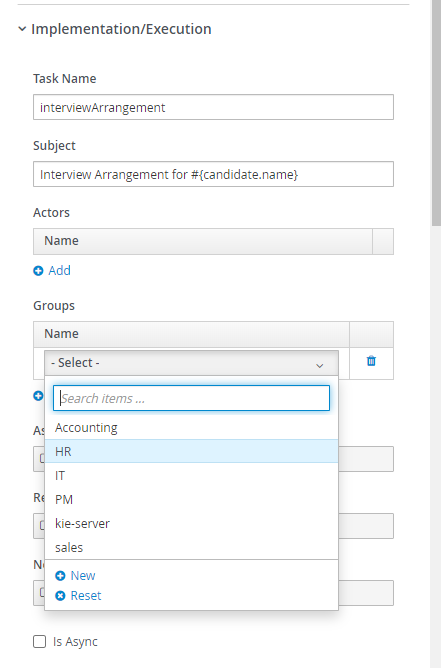 Implementation/Execution
Task Name
interviewArrangement
Subject
Interview Arrangement for #{candidate.name}
Actors
Name
Add
Groups
Name
- Select -
Search items ...
Accounting
HR
IT
PM
kie-server
sales
New
Reset
Is Async